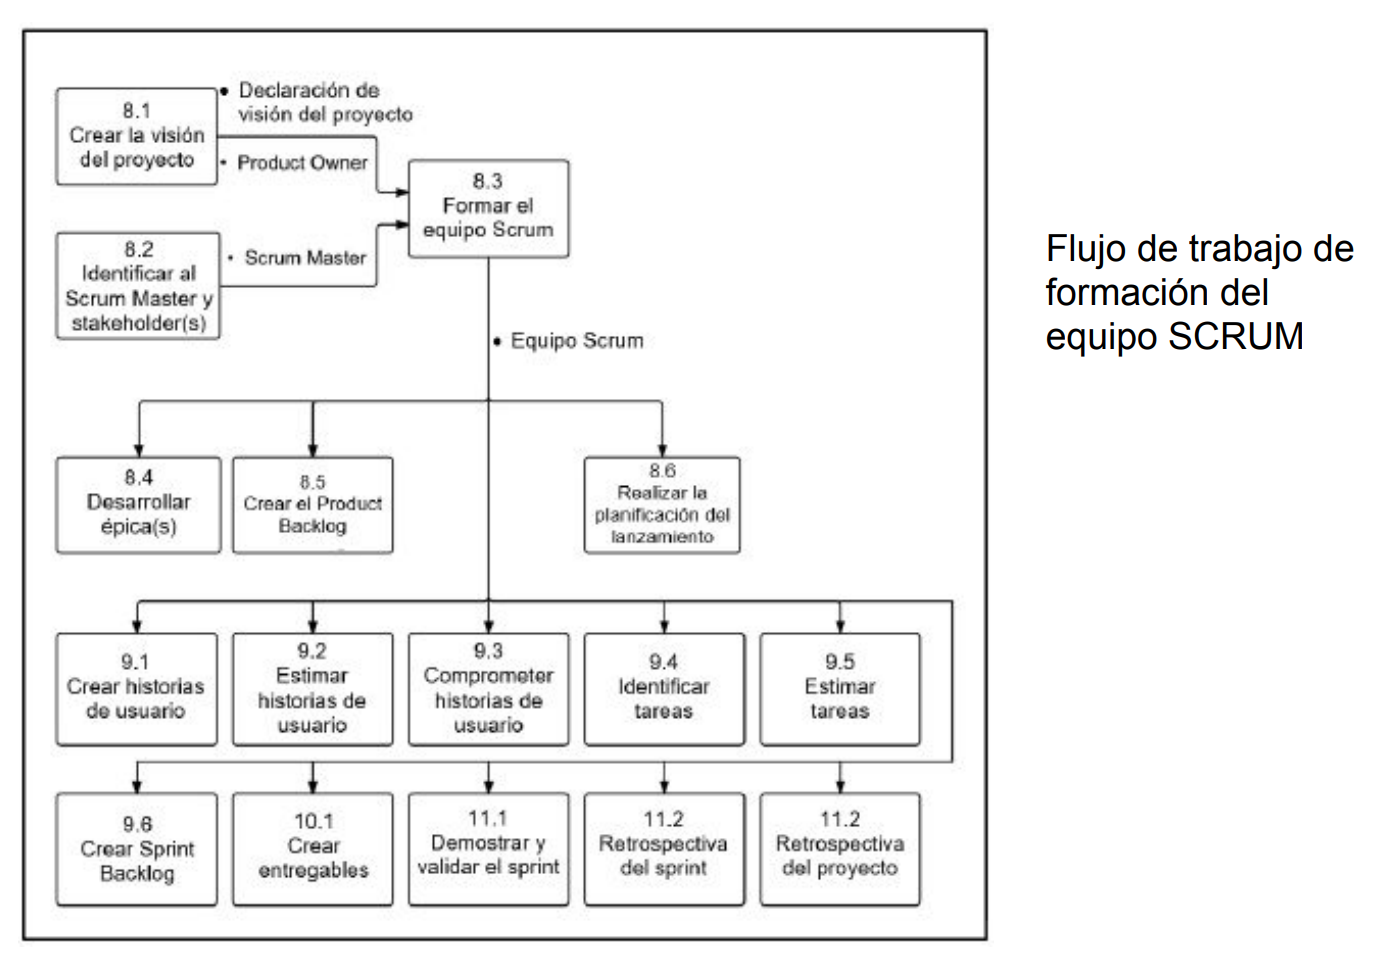 8.1
Crear la visión
del proyecto
• Declaración de
visión del proyecto
• Product Owner
8.2
Identificar al
Scrum Master y
stakeholder(s)
• Scrum Master
8.3
Formar el
equipo Scrum
• Equipo Scrum
Flujo de trabajo de
formación del
equipo SCRUM
8.4
Desarrollar
épica(s)
8.5
Crear el Product
Backlog
8.6
Realizar la
planificación del
lanzamiento
9.1
Crear historias
de usuario
9.2
Estimar
historias de
usuario
9.3
Comprometer
historias de
usuario
9.4
Identificar
tareas
9.5
Estimar
tareas
9.6
Crear Sprint
Backlog
10.1
Crear
entregables
11.1
Demostrar y
validar el sprint
11.2
Retrospectiva
del sprint
11.2
Retrospectiva
del proyecto